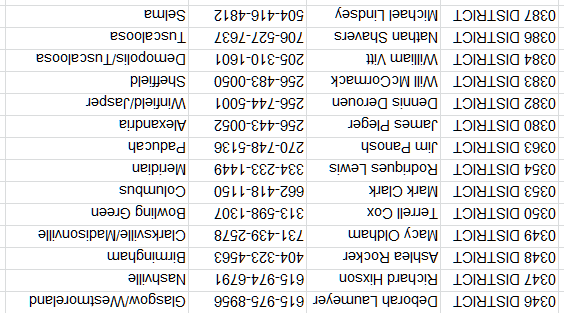 0346 DISTRICT Deborah Laumeyer 615-975-8956 Glasgow/Westmoreland
0347 DISTRICT Richard Hixson 615-974-6791 Nashville
0348 DISTRICT Ashlea Rocker 404-323-4563 Birmingham
0349 DISTRICT Macy Oldham 731-439-2578 Clarksville/Madisonville
0350 DISTRICT Terrell Cox 313-598-1307 Bowling Green
0353 DISTRICT Mark Clark 662-418-1150 Columbus
0354 DISTRICT Rodriques Lewis 334-233-1449 Meridian
0363 DISTRICT Jim Panosh 270-748-5136 Paducah
0380 DISTRICT James Pleger 256-443-0052 Alexandria
0382 DISTRICT Dennis Derouen 256-744-5001 Winfield/Jasper
0383 DISTRICT Will McCormack 256-483-0050 Sheffield
0384 DISTRICT William Vitt 205-310-1601 Demopolis/Tuscaloosa
0386 DISTRICT Nathan Shavers 706-527-7637 Tuscaloosa
0387 DISTRICT Michael Lindsey 504-416-4812 Selma